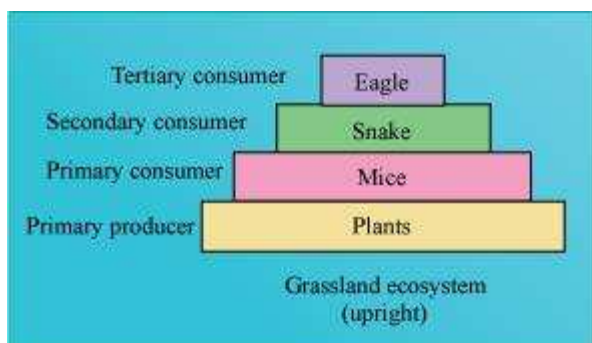 Tertiary consumer Eagle
Secondary consumer Snake
Primary consumer Mice
Primary producer Plants
Grassland ecosystem
(upright)